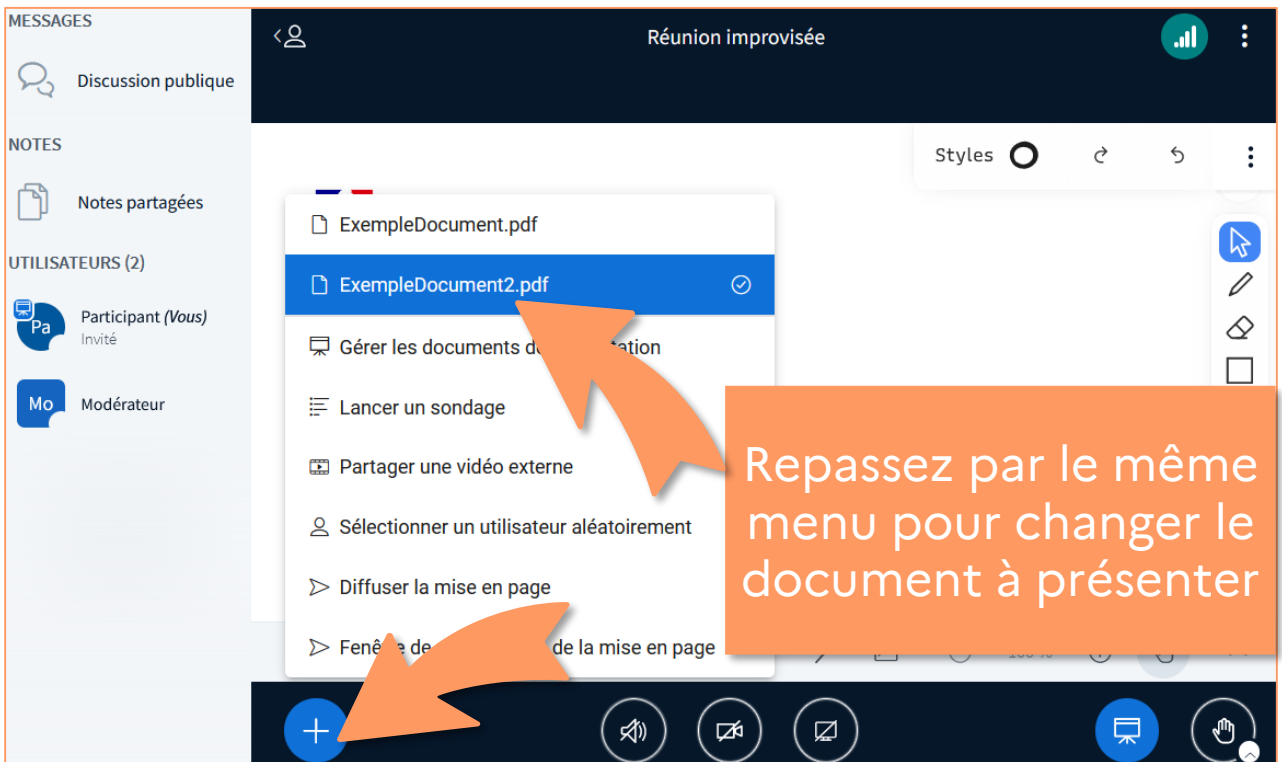 MESSAGES
Discussion publique
NOTES
Notes partagées
UTILISATEURS (2)
Pa
Participant (Vous)
Invité
Mo
Modérateur
Réunion improvisée
Styles
ExempleDocument.pdf
ExempleDocument2.pdf
Gérer les documents de
Lancer un sondage
Partager une vidéo externe
Sélectionner un utilisateur aléatoirement
Diffuser la mise en page
de la mise en page
Repassez par le même
menu pour changer le
document à présenter